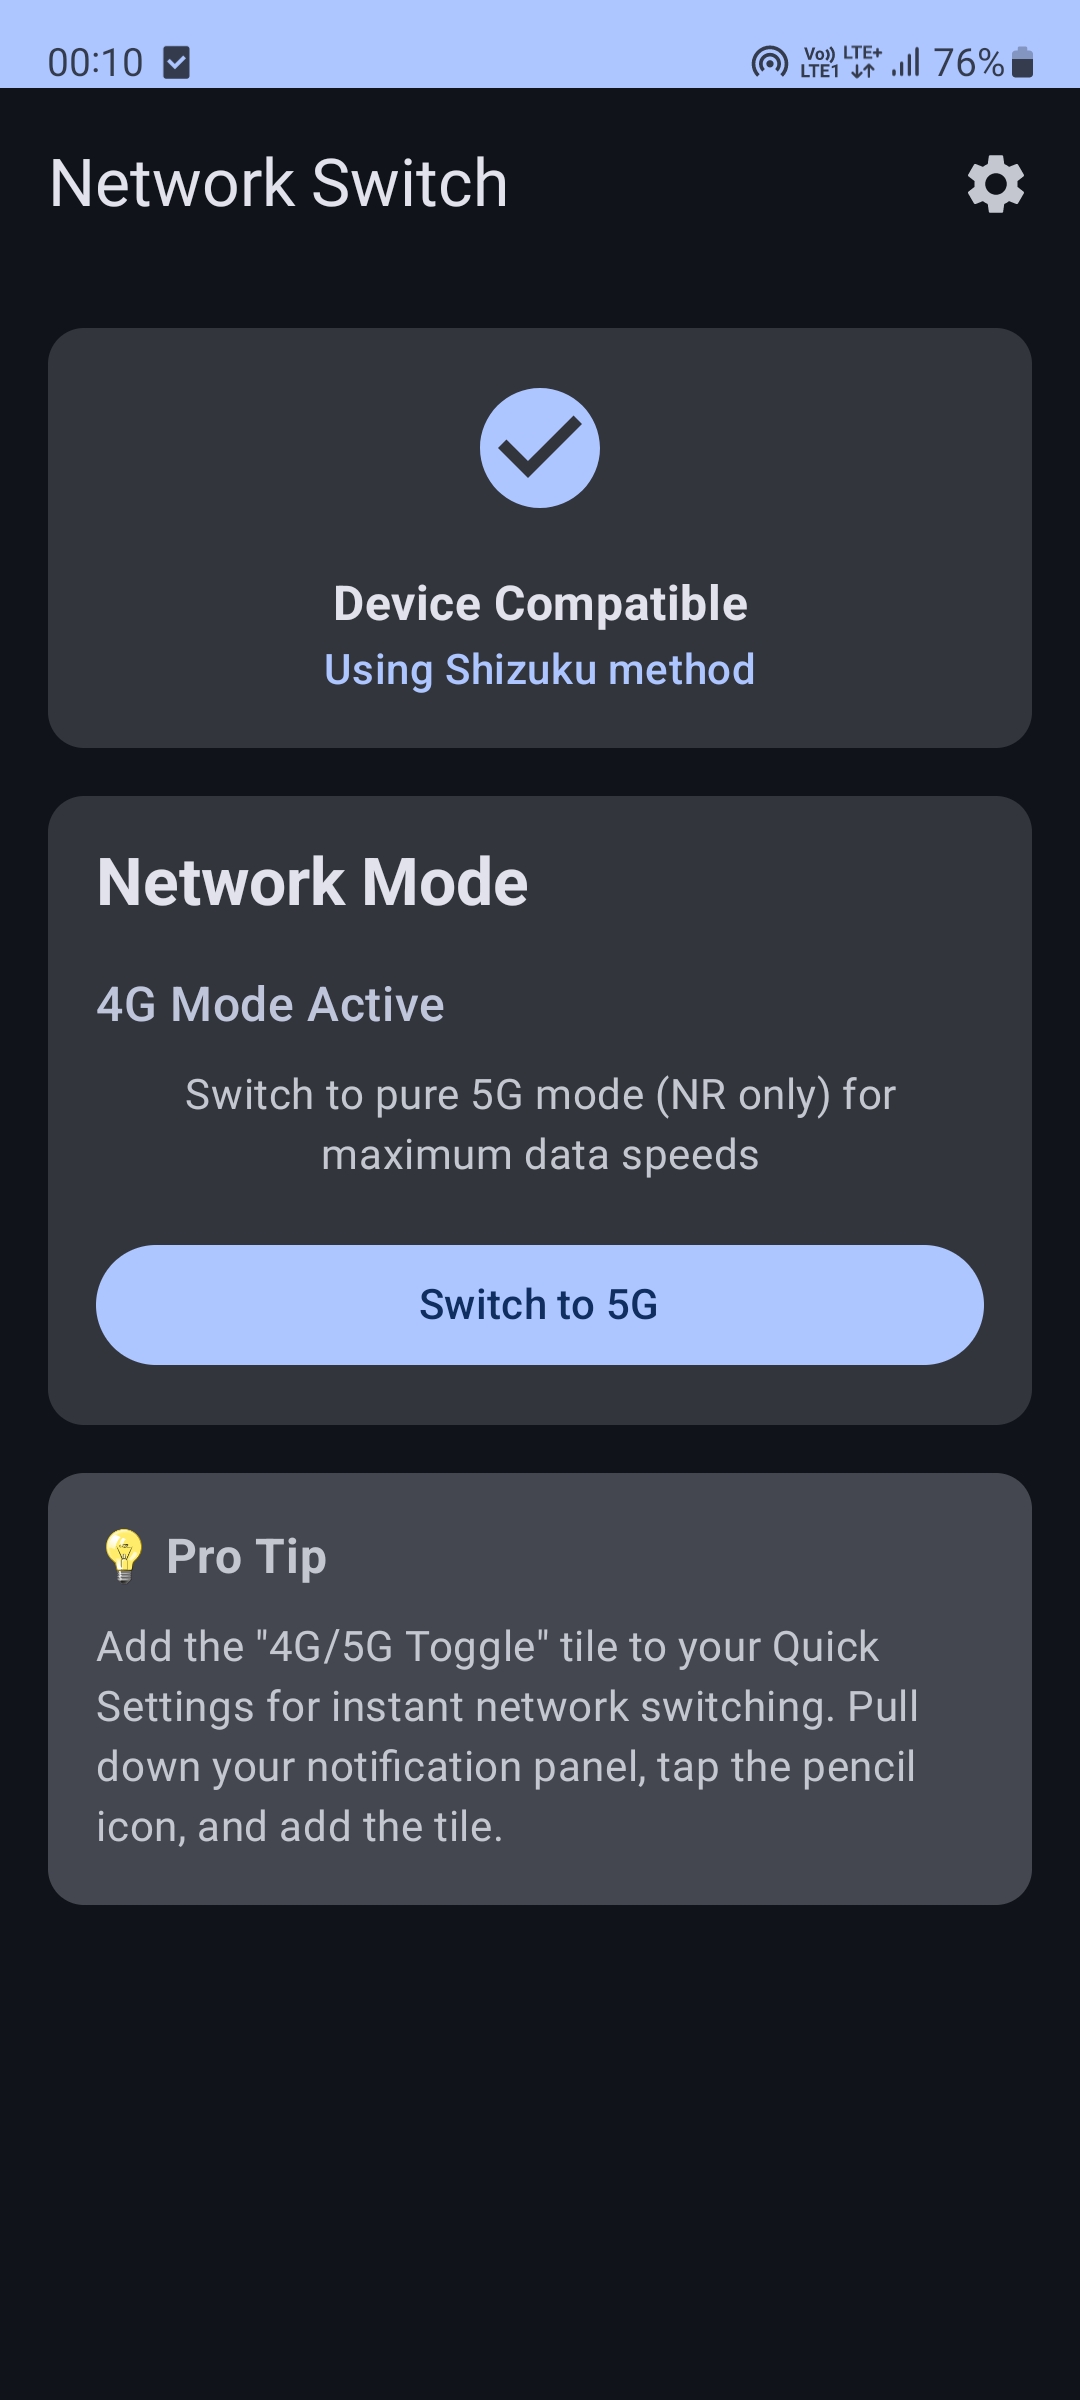 00:10
Vo)) LTE1 LTE+ 76%
Network Switch
Device Compatible
Using Shizuku method
Network Mode
4G Mode Active
Switch to pure 5G mode (NR only) for
maximum data speeds
Switch to 5G
Pro Tip
Add the "4G/5G Toggle" tile to your Quick
Settings for instant network switching. Pull
down your notification panel, tap the pencil
icon, and add the tile.